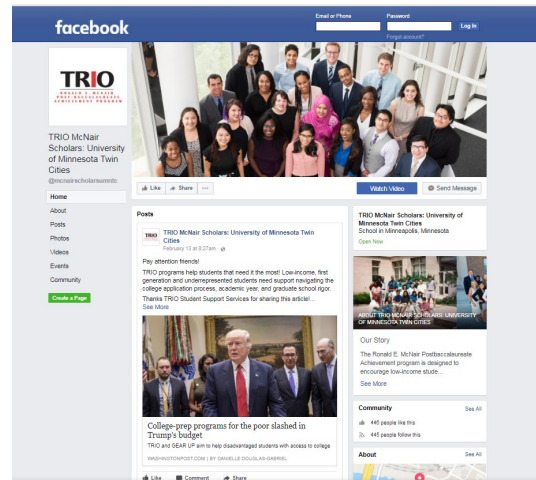 facebook
Email or Phone
Password
Log In
Forgot account?
TRIO
RONALD E. MCNAIR
POST-BACCALAUREATE
ACHIEVEMENT PROGRAM
TRIO McNair
Scholars: University
of Minnesota Twin
Cities
@mcnairscholarsumntc
Home
About
Posts
Photos
Videos
Events
Community
Create a Page
Like
Share
Watch Video
Send Message
Posts
TRIO
TRIO McNair Scholars: University of Minnesota Twin
Cities
February 13 at 8:27am
Pay attention friends!
TRIO programs help students that need it the most! Low-income, first
generation and underrepresented students need support navigating the
college application process, academic year, and graduate school rigor.
Thanks TRIO Student Support Services for sharing this article!...
See More
College-prep programs for the poor slashed in
Trump's budget
TRIO and GEAR UP aim to help disadvantaged students with access to college
WASHINGTONPOST.COM | BY DANIELLE DOUGLAS-GABRIEL
Like
Comment
Share
TRIO McNair Scholars: University of
Minnesota Twin Cities
School in Minneapolis, Minnesota
Open Now
ABOUT TRIO MCNAIR SCHOLARS: UNIVERSITY
OF MINNESOTA TWIN CITIES
Our Story
The Ronald E. McNair Postbaccalaureate
Achievement program is designed to
encourage low-income stude...
See More
Community
See All
445 people like this
445 people follow this
About
See All